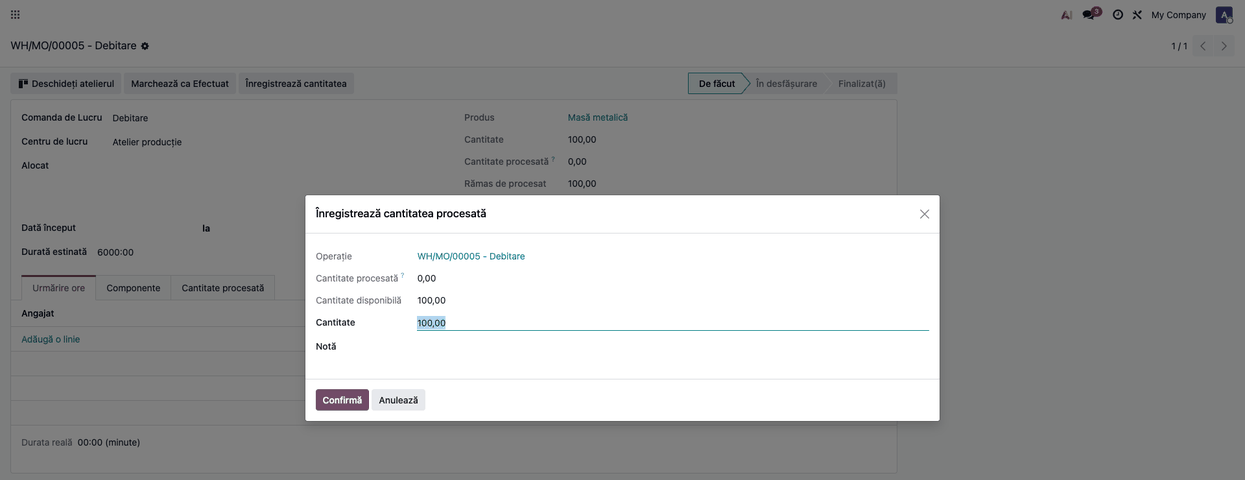 3
My Company
A
WH/MO/00005 - Debitare
1 / 1
Deschideți atelierul
Marchează ca Efectuat
Înregistrează cantitatea
De făcut
În desfășurare
Finalizat(ă)
Comanda de Lucru Debitare
Produs Masă metalică
Centru de lucru Atelier producție
Cantitate 100,00
Alocat
Cantitate procesată ? 0,00
Rămas de procesat 100,00
Dată început la
Durată estinată 6000:00
Urmărire ore
Componente
Cantitate procesată
Angajat
Adăugă o linie
Durata reală 00:00 (minute)
Înregistrează cantitatea procesată
Operație WH/MO/00005 - Debitare
Cantitate procesată ? 0,00
Cantitate disponibilă 100,00
Cantitate 100,00
Notă
Confirmă
Anulează